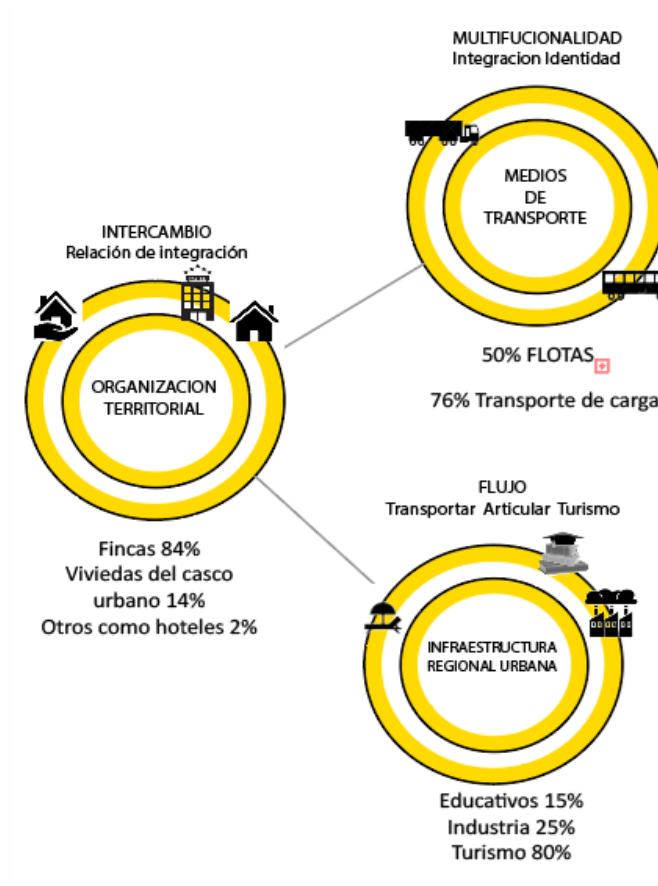 MULTIFUCIONALIDAD
Integracion Identidad
MEDIOS
DE
TRANSPORTE
50% FLOTAS
76% Transporte de carga
INTERCAMBIO
Relación de integración
ORGANIZACION
TERRITORIAL
Fincas 84%
Viviedas del casco
urbano 14%
Otros como hoteles 2%
FLUJO
Transportar Articular Turismo
INFRAESTRUCTURA
REGIONAL URBANA
Educativos 15%
Industria 25%
Turismo 80%